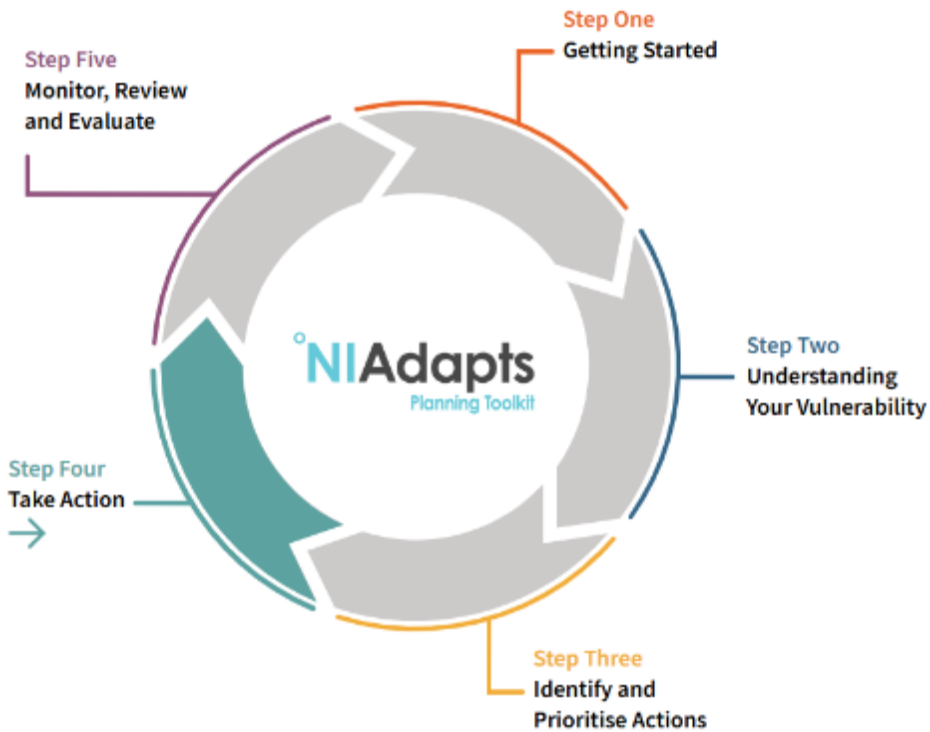 Step One
Getting Started
Step Two
Understanding
Your Vulnerability
Step Three
Identify and
Prioritise Actions
Step Four
Take Action
Step Five
Monitor, Review
and Evaluate
°NIAdapts
Planning Toolkit